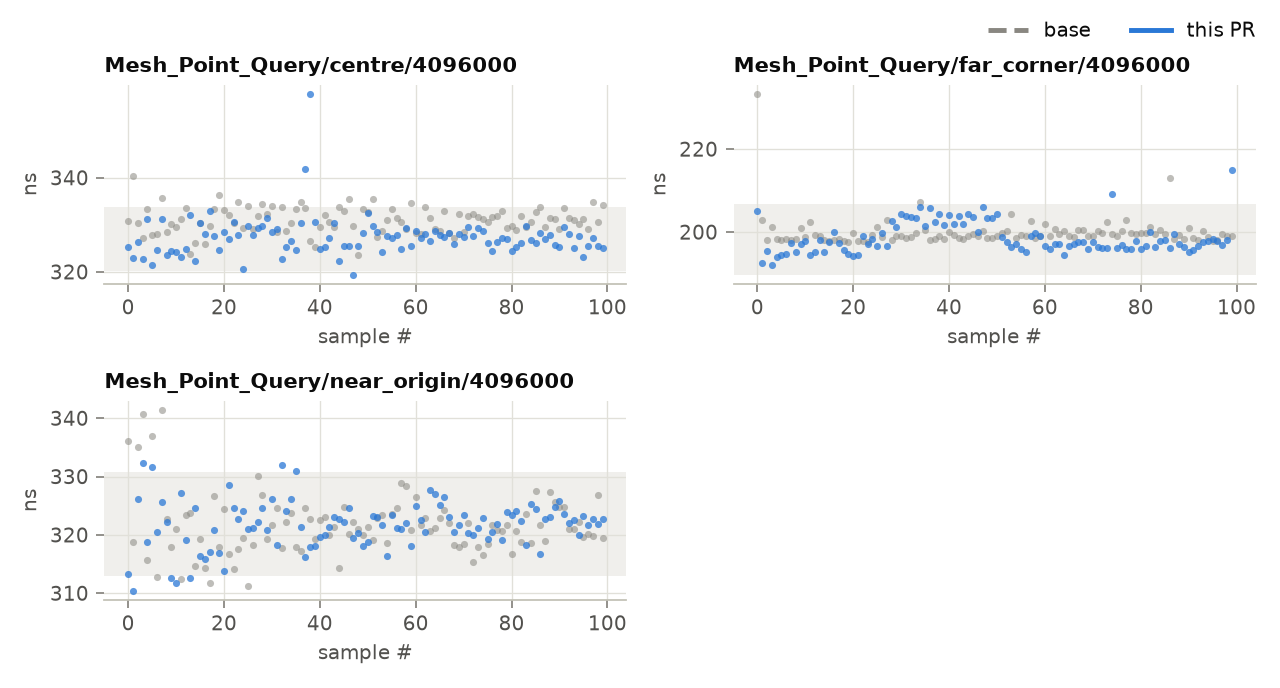 base this PR
Mesh_Point_Query/centre/4096000
ns
340
320
0 20 40 60 80 100
sample #
Mesh_Point_Query/far_corner/4096000
ns
220
200
0 20 40 60 80 100
sample #
Mesh_Point_Query/near_origin/4096000
ns
340
330
320
310
0 20 40 60 80 100
sample #